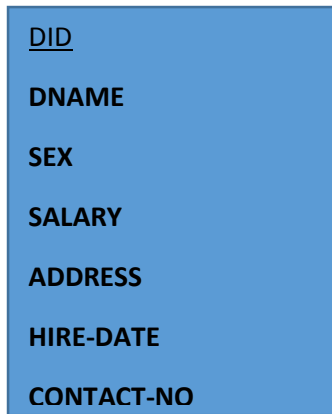 DID
DNAME
SEX
SALARY
ADDRESS
HIRE-DATE
CONTACT-NO